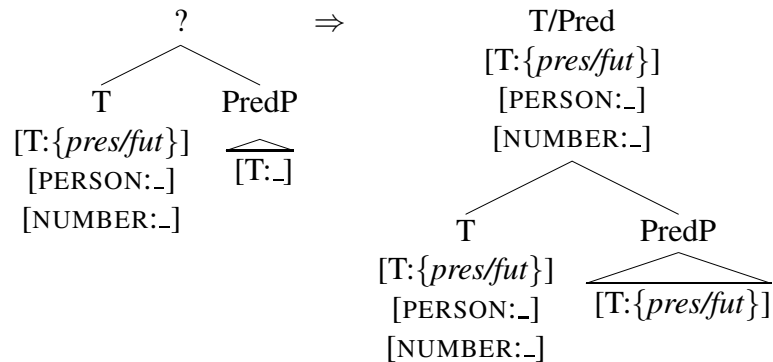 ? ⇒ T/Pred
[T:{pres/fut}]
[PERSON:_]
[NUMBER:_]
T PredP
[T:{pres/fut}] [T:_]
[PERSON:_]
[NUMBER:_]
T PredP
[T:{pres/fut}] [T:{pres/fut}]
[PERSON:_]
[NUMBER:_]